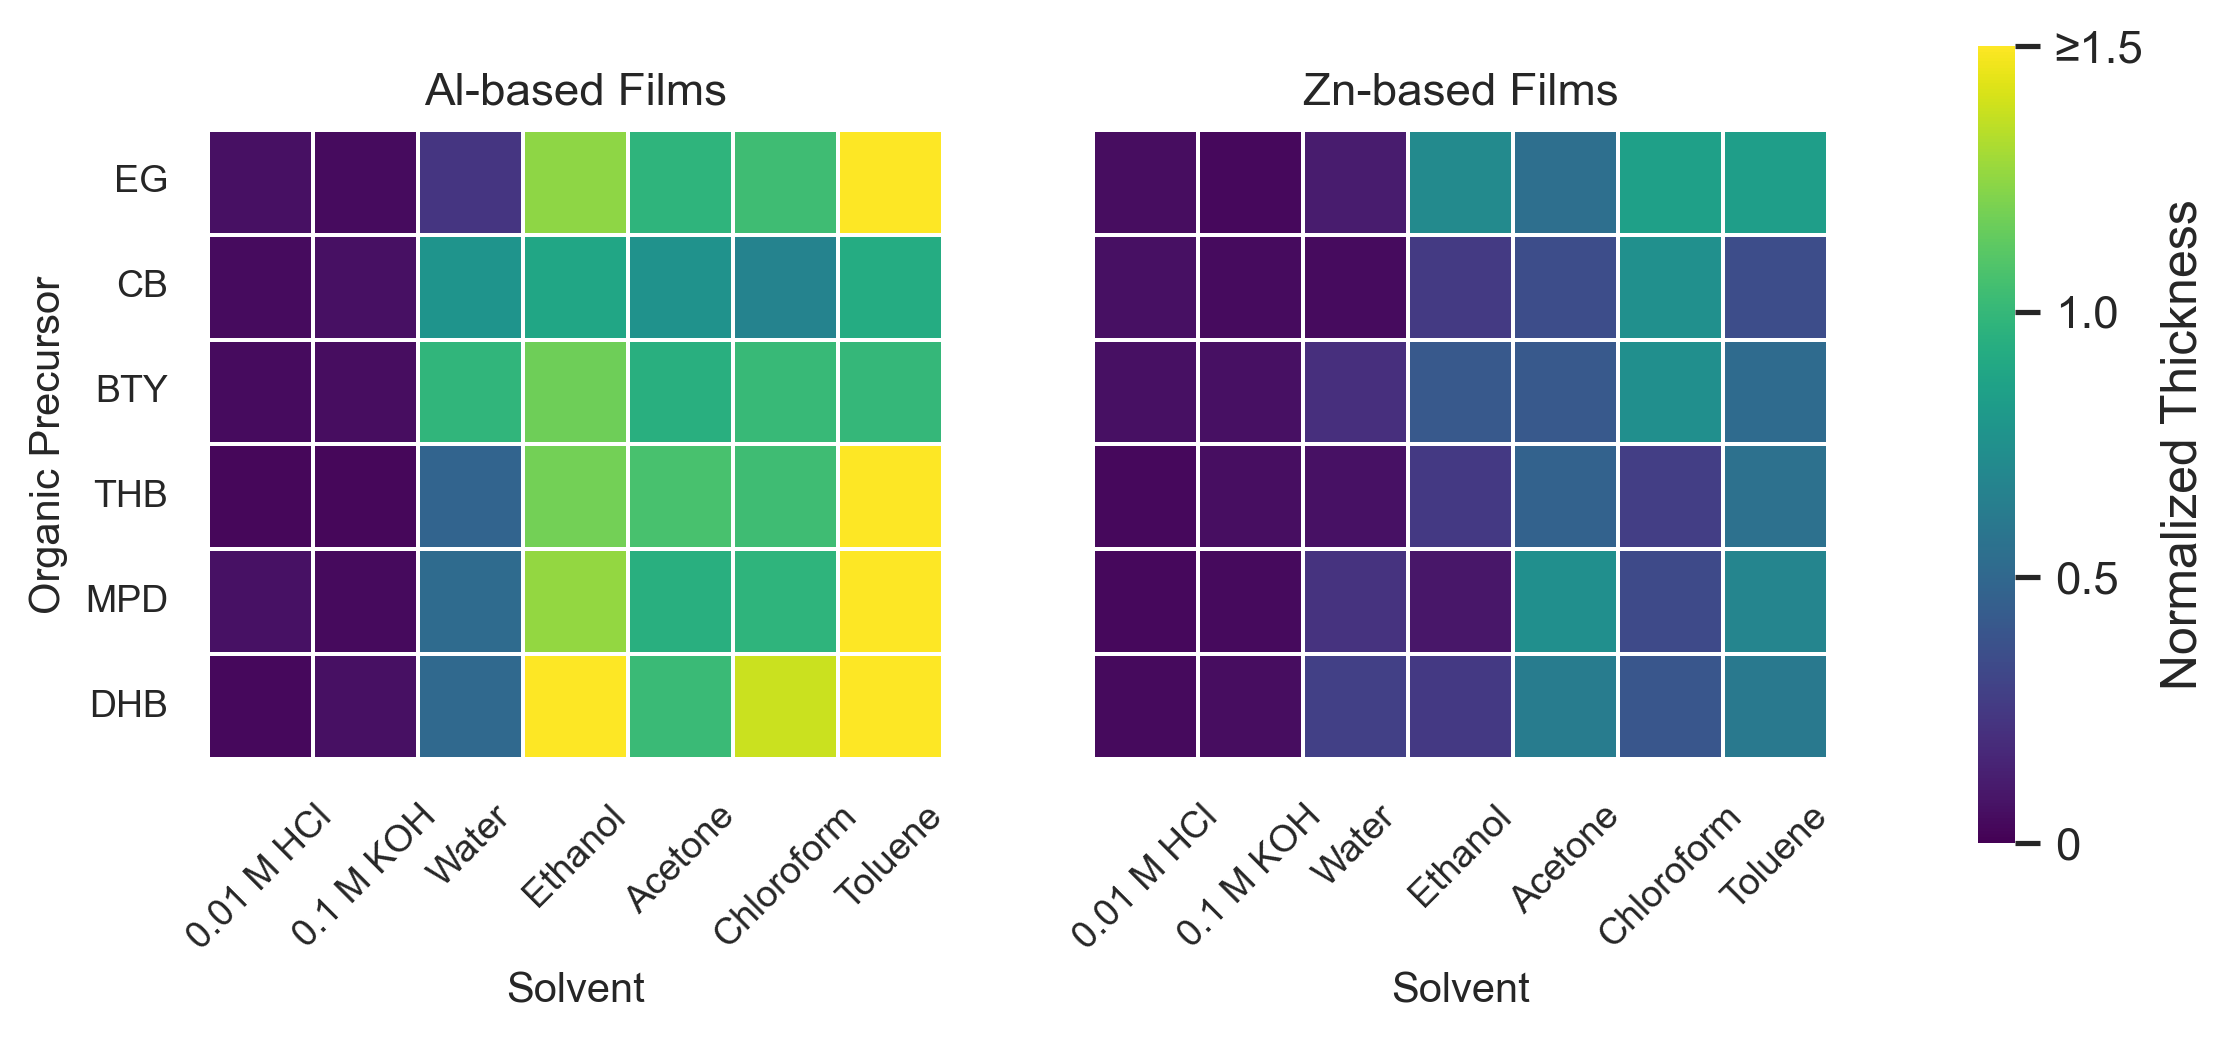 Al-based Films
Zn-based Films
Organic Precursor
EG
CB
BTY
THB
MPD
DHB
0.01 M HCl
0.1 M KOH
Water
Ethanol
Acetone
Chloroform
Toluene
Solvent
0.01 M HCl
0.1 M KOH
Water
Ethanol
Acetone
Chloroform
Toluene
Solvent
≥1.5
1.0
0.5
0
Normalized Thickness